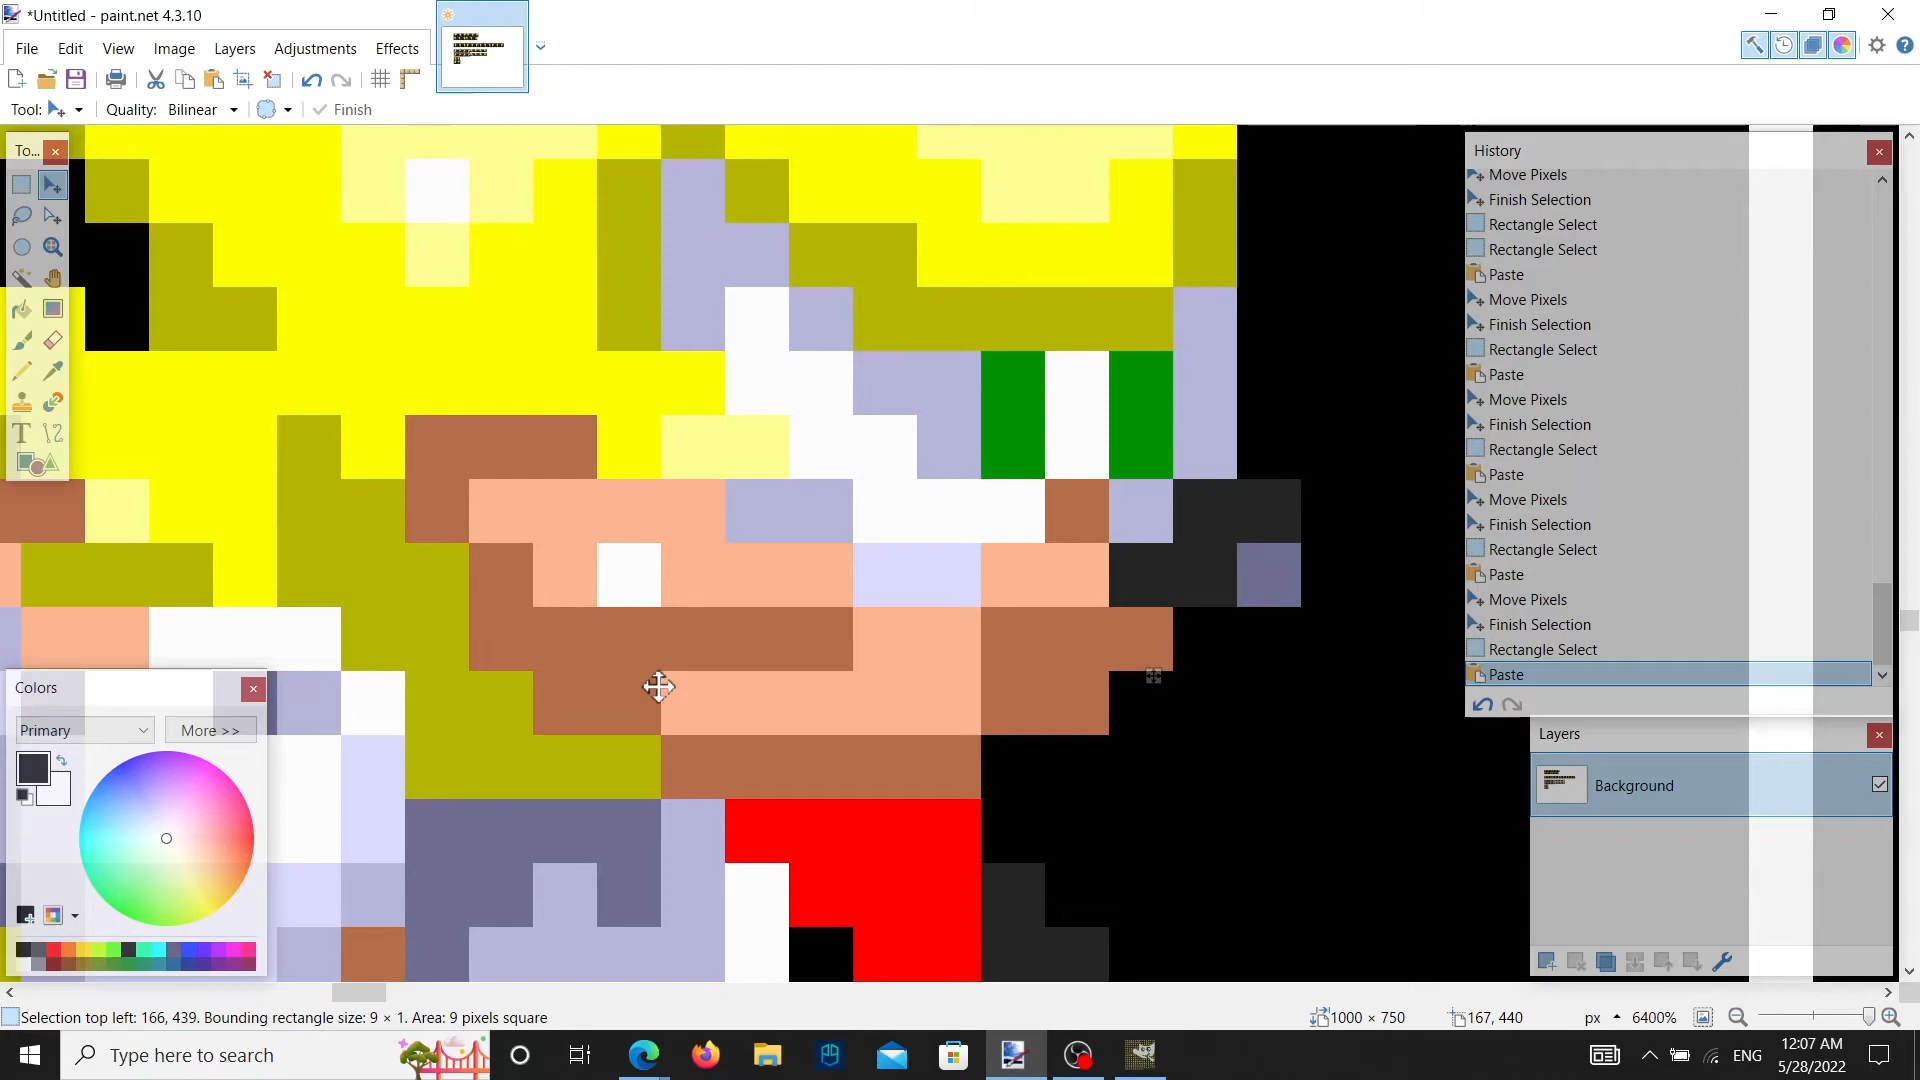 *Untitled - paint.net 4.3.10
File Edit View Image Layers Adjustments Effects
Tool: Quality: Bilinear Finish
To...
History
Move Pixels
Finish Selection
Rectangle Select
Rectangle Select
Paste
Move Pixels
Finish Selection
Rectangle Select
Paste
Move Pixels
Finish Selection
Rectangle Select
Paste
Move Pixels
Finish Selection
Rectangle Select
Paste
Move Pixels
Finish Selection
Rectangle Select
Paste
Colors
Primary More >>
Layers
Background
Selection top left: 166, 439. Bounding rectangle size: 9 × 1. Area: 9 pixels square 1000 × 750 167, 440 px 6400%
Type here to search ENG 12:07 AM
5/28/2022